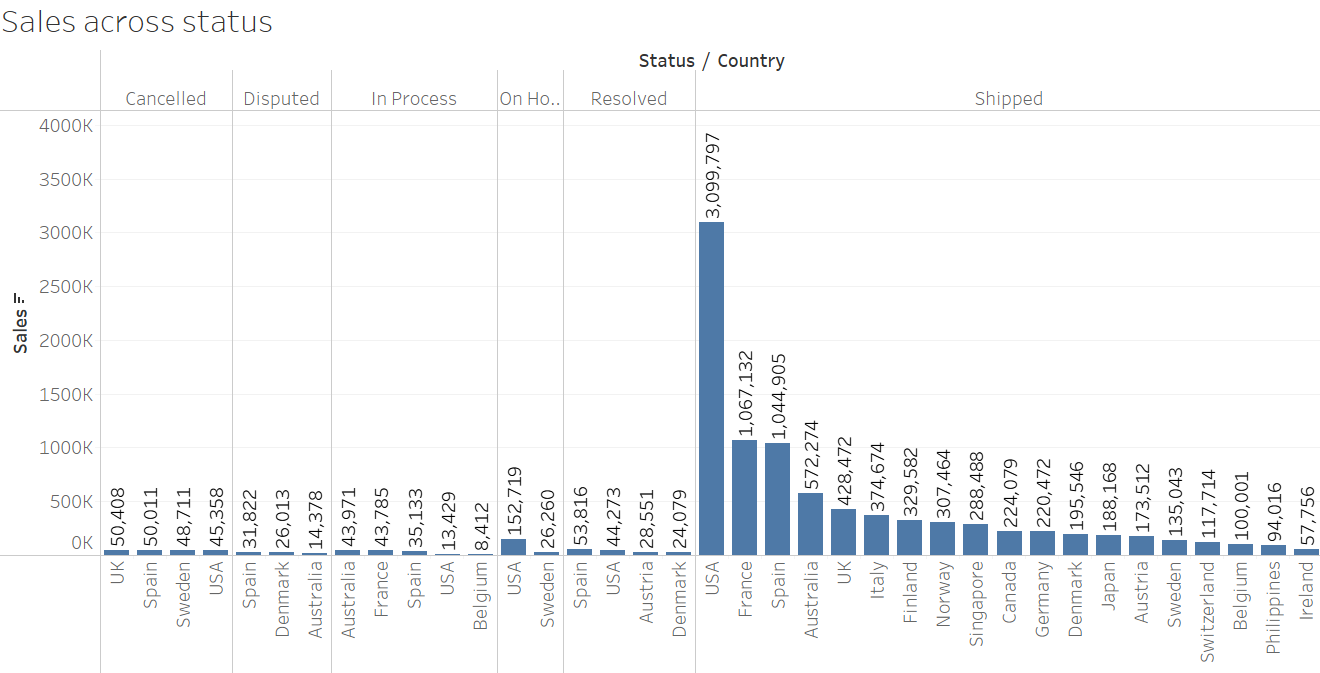 Sales across status
Status / Country
Cancelled
Disputed
In Process
On Ho..
Resolved
Shipped
Sales
4000K
3500K
3000K
2500K
2000K
1500K
1000K
500K
0K
50,408
50,011
48,711
45,358
31,822
26,013
14,378
43,971
43,785
35,133
13,429
8,412
152,719
26,260
53,816
44,273
28,551
24,079
3,099,797
1,067,132
1,044,905
572,274
428,472
374,674
329,582
307,464
288,488
224,079
220,472
195,546
188,168
173,512
135,043
117,714
100,001
94,016
57,756
UK
Spain
Sweden
USA
Spain
Denmark
Australia
Australia
France
Spain
USA
Belgium
USA
Sweden
Spain
USA
Austria
Denmark
USA
France
Spain
Australia
UK
Italy
Finland
Norway
Singapore
Canada
Germany
Denmark
Japan
Austria
Sweden
Switzerland
Belgium
Philippines
Ireland